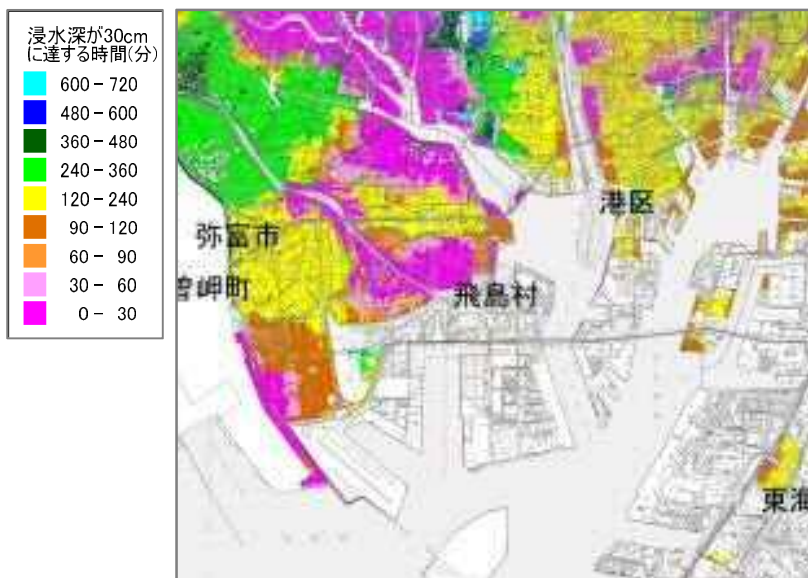 浸水深が30cm
に達する時間(分)
600 - 720
480 - 600
360 - 480
240 - 360
120 - 240
90 - 120
60 - 90
30 - 60
0 - 30
港区
弥富市
曽岬町
飛島村
東海